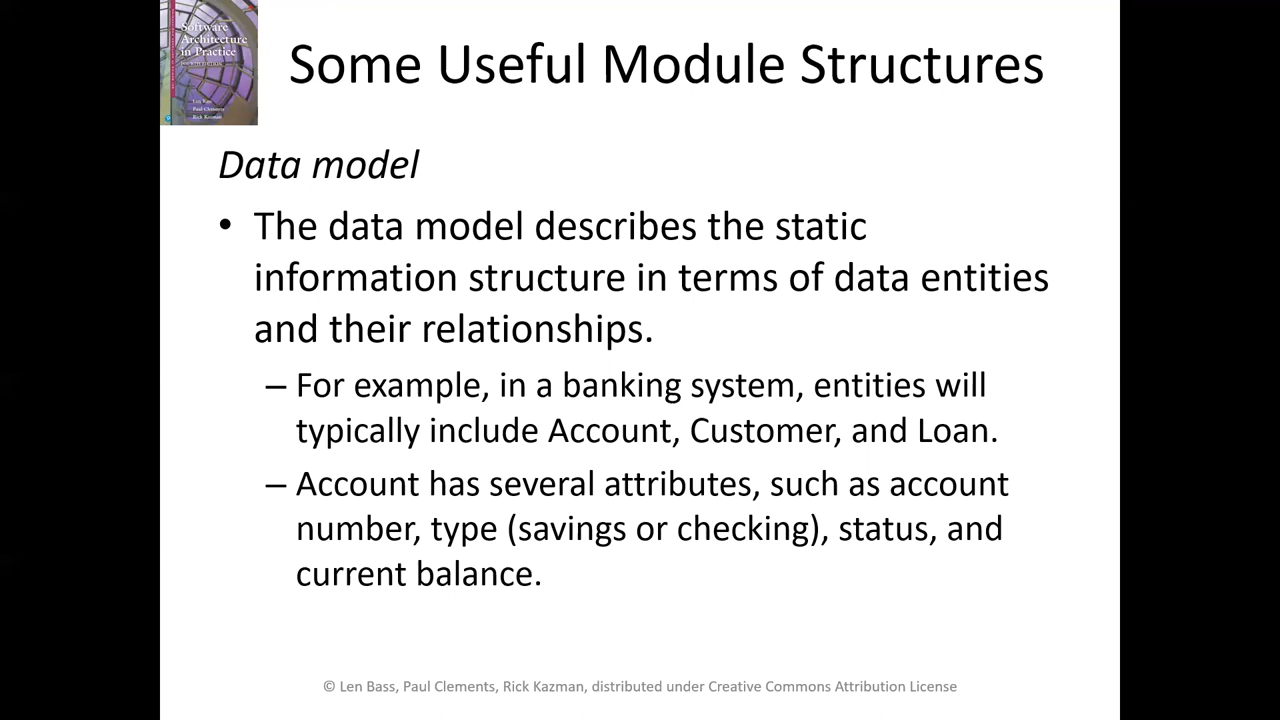 Software
Architecture
in Practice
Len Bass
Paul Clements
Rick Kazman
Some Useful Module Structures
Data model
• The data model describes the static
information structure in terms of data entities
and their relationships.
– For example, in a banking system, entities will
typically include Account, Customer, and Loan.
– Account has several attributes, such as account
number, type (savings or checking), status, and
current balance.
© Len Bass, Paul Clements, Rick Kazman, distributed under Creative Commons Attribution License